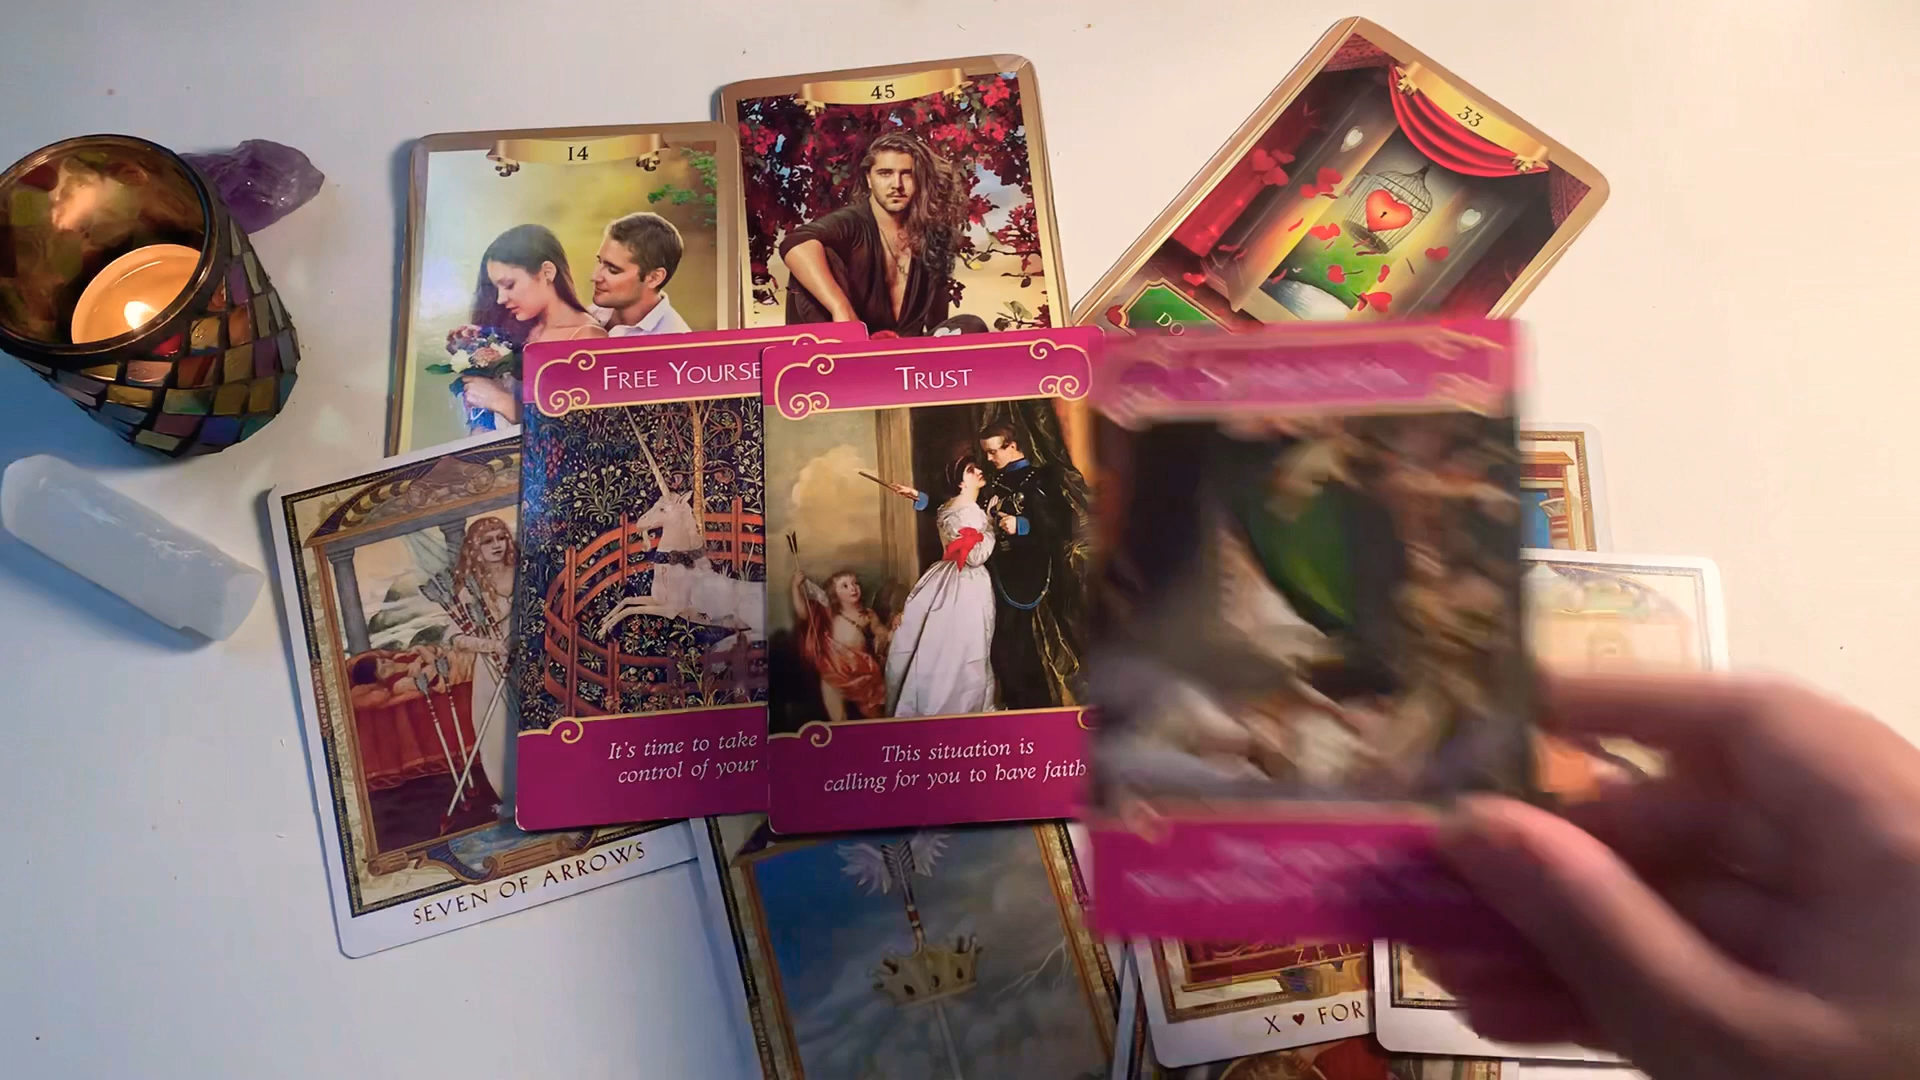 45
33
14
DO
FREE YOURSE
TRUST
It's time to take
control of your
This situation is
calling for you to have faith
SEVEN OF ARROWS
X ♥ FOR